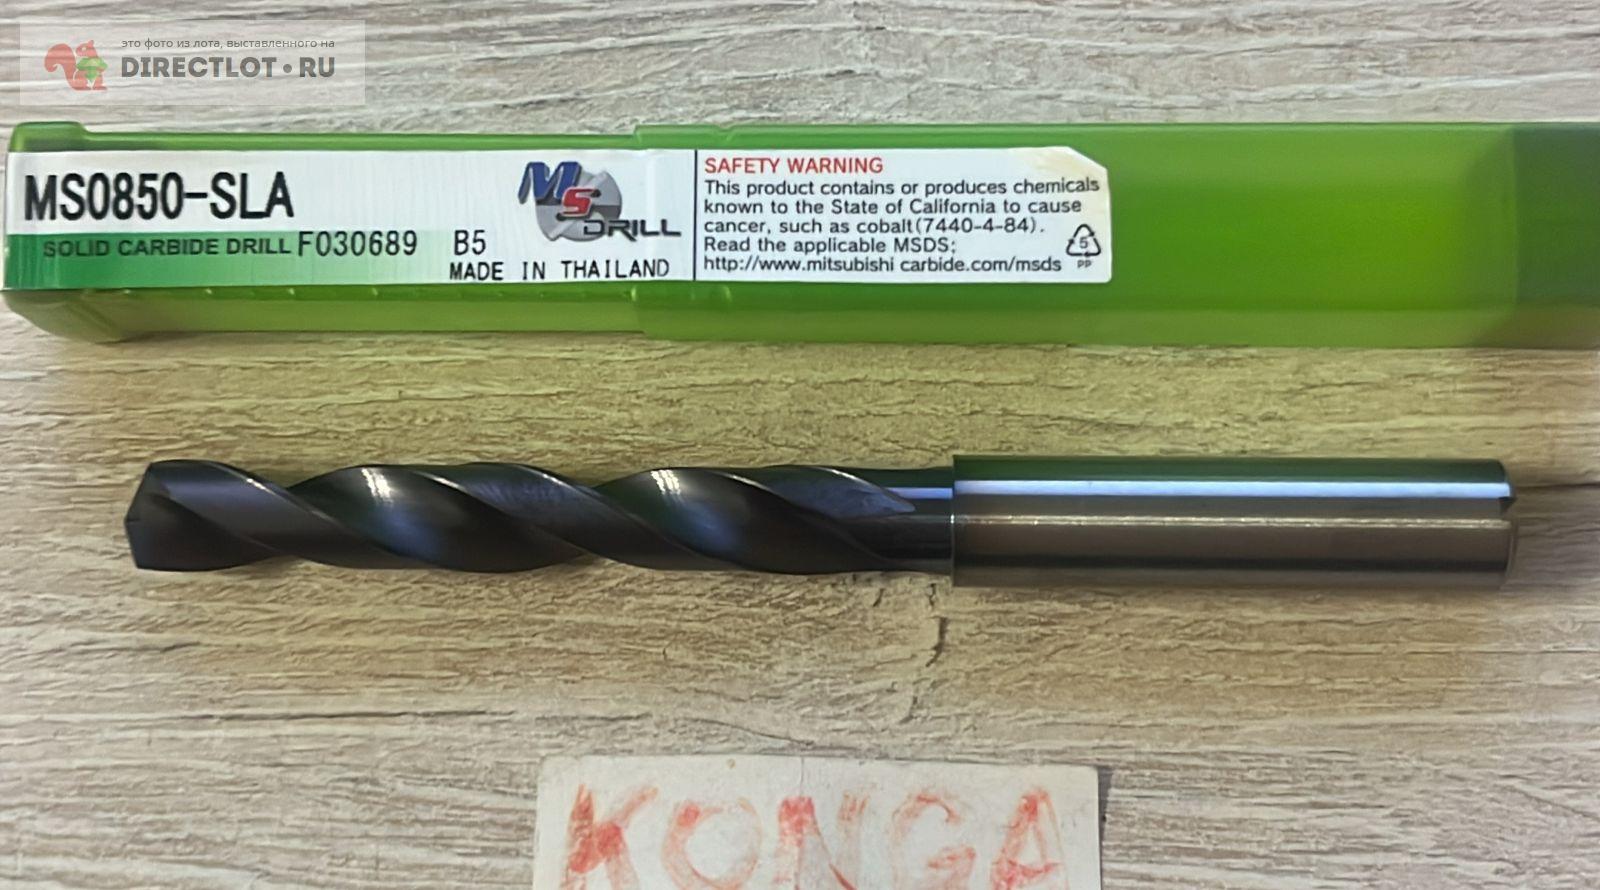 это фото из лота, выставленного на
DIRECTLOT•RU
MS0850-SLA
SOLID CARBIDE DRILL F030689 B5
MADE IN THAILAND
MS
DRILL
SAFETY WARNING
This product contains or produces chemicals
known to the State of California to cause
cancer, such as cobalt(7440-4-84).
Read the applicable MSDS:
http://www.mitsubishi carbide.com/msds
5
PP
KONGA